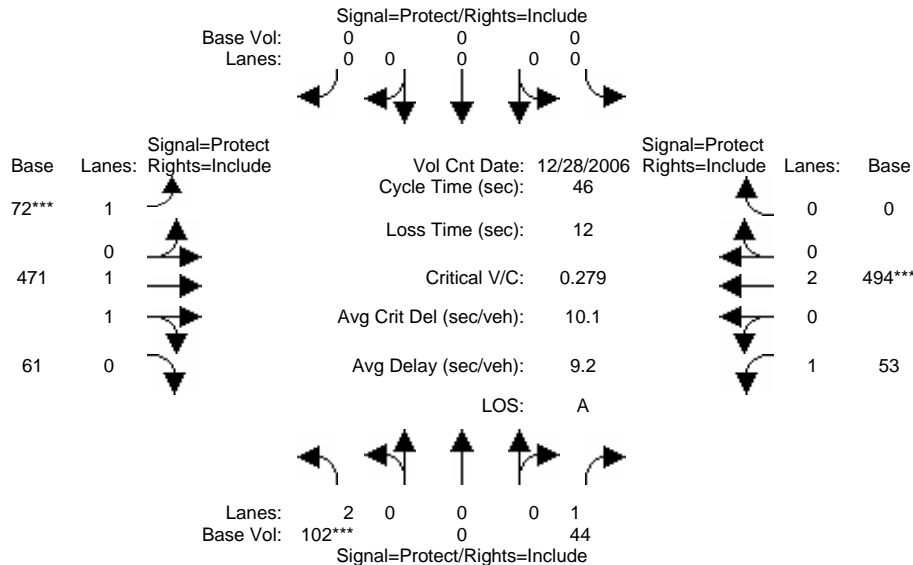 Signal=Protect/Rights=Include
Base Vol: 0 0 0
Lanes: 0 0 0 0 0
Signal=Protect Signal=Protect
Base Lanes: Rights=Include Vol Cnt Date: 12/28/2006 Rights=Include Lanes: Base
Cycle Time (sec): 46
72*** 1 0 0
Loss Time (sec): 12
0 0
471 1 Critical V/C: 0.279 2 494***
1 Avg Crit Del (sec/veh): 10.1 0
61 0 Avg Delay (sec/veh): 9.2 1 53
LOS: A
Lanes: 2 0 0 0 1
Base Vol: 102*** 0 44
Signal=Protect/Rights=Include